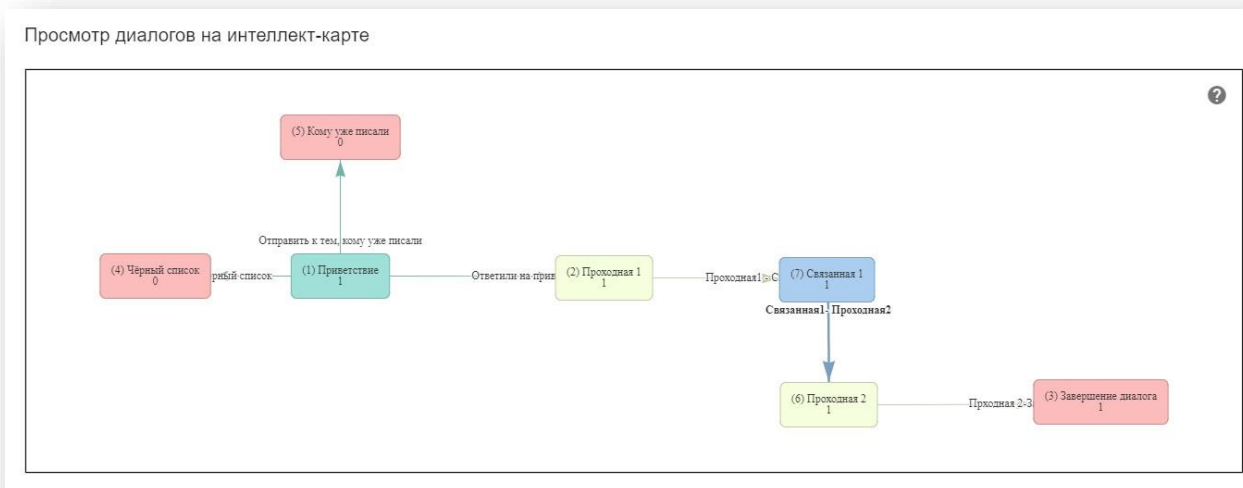 Просмотр диалогов на интеллект-карте
?
(5) Кому уже писали
0
Отправить к тем, кому уже писали
(4) Чёрный список
0
рный список
(1) Приветствие
1
Ответили на прив
(2) Проходная 1
1
Проходная1
С
(7) Связанная 1
1
Связанная1- Проходная2
(6) Проходная 2
1
Прходная 2-З
(3) Завершение диалога
1